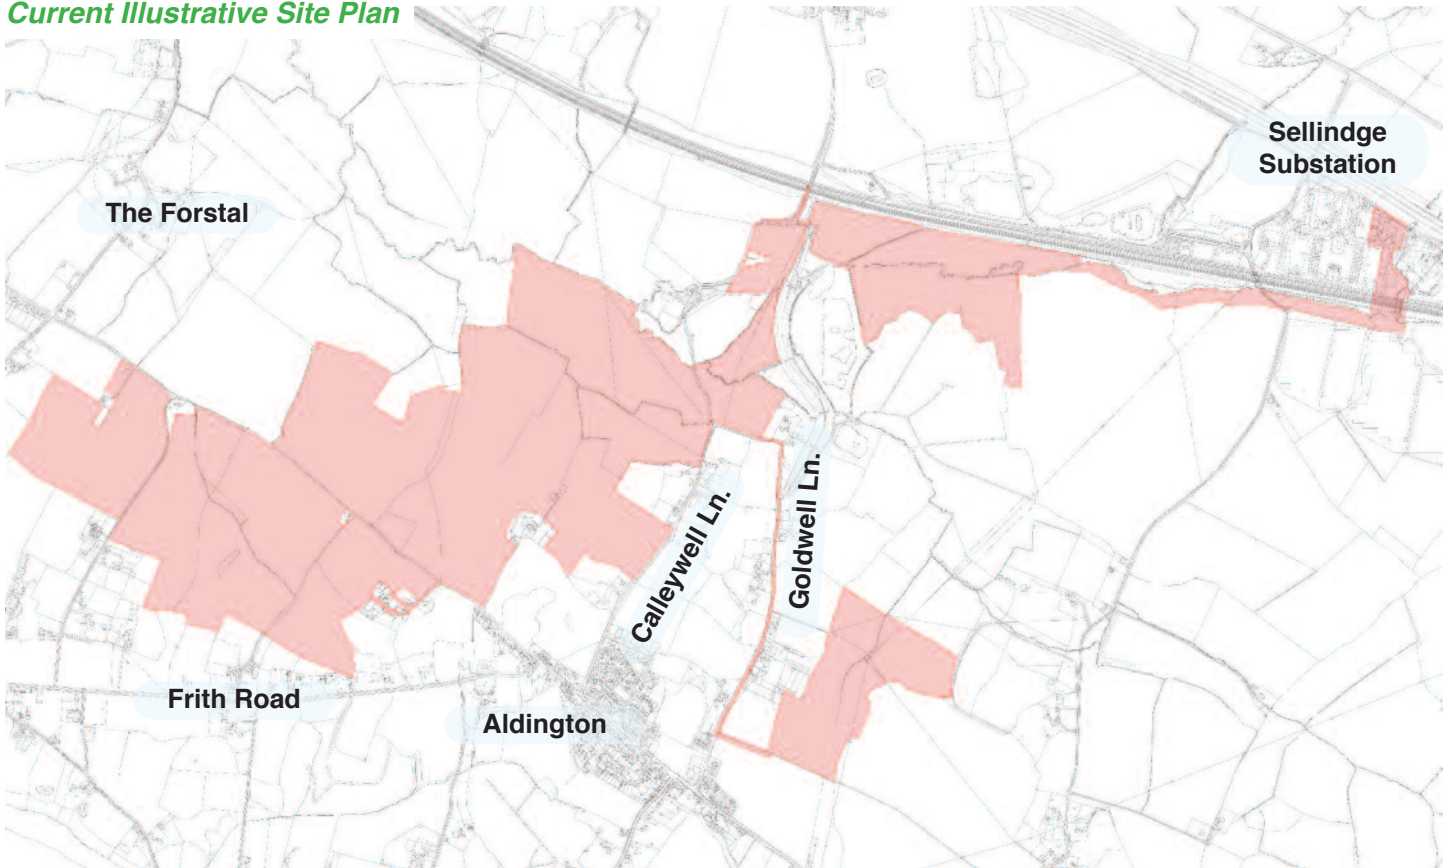 Current Illustrative Site Plan
Sellindge
Substation
The Forstal
Calleywell Ln.
Goldwell Ln.
Frith Road
Aldington